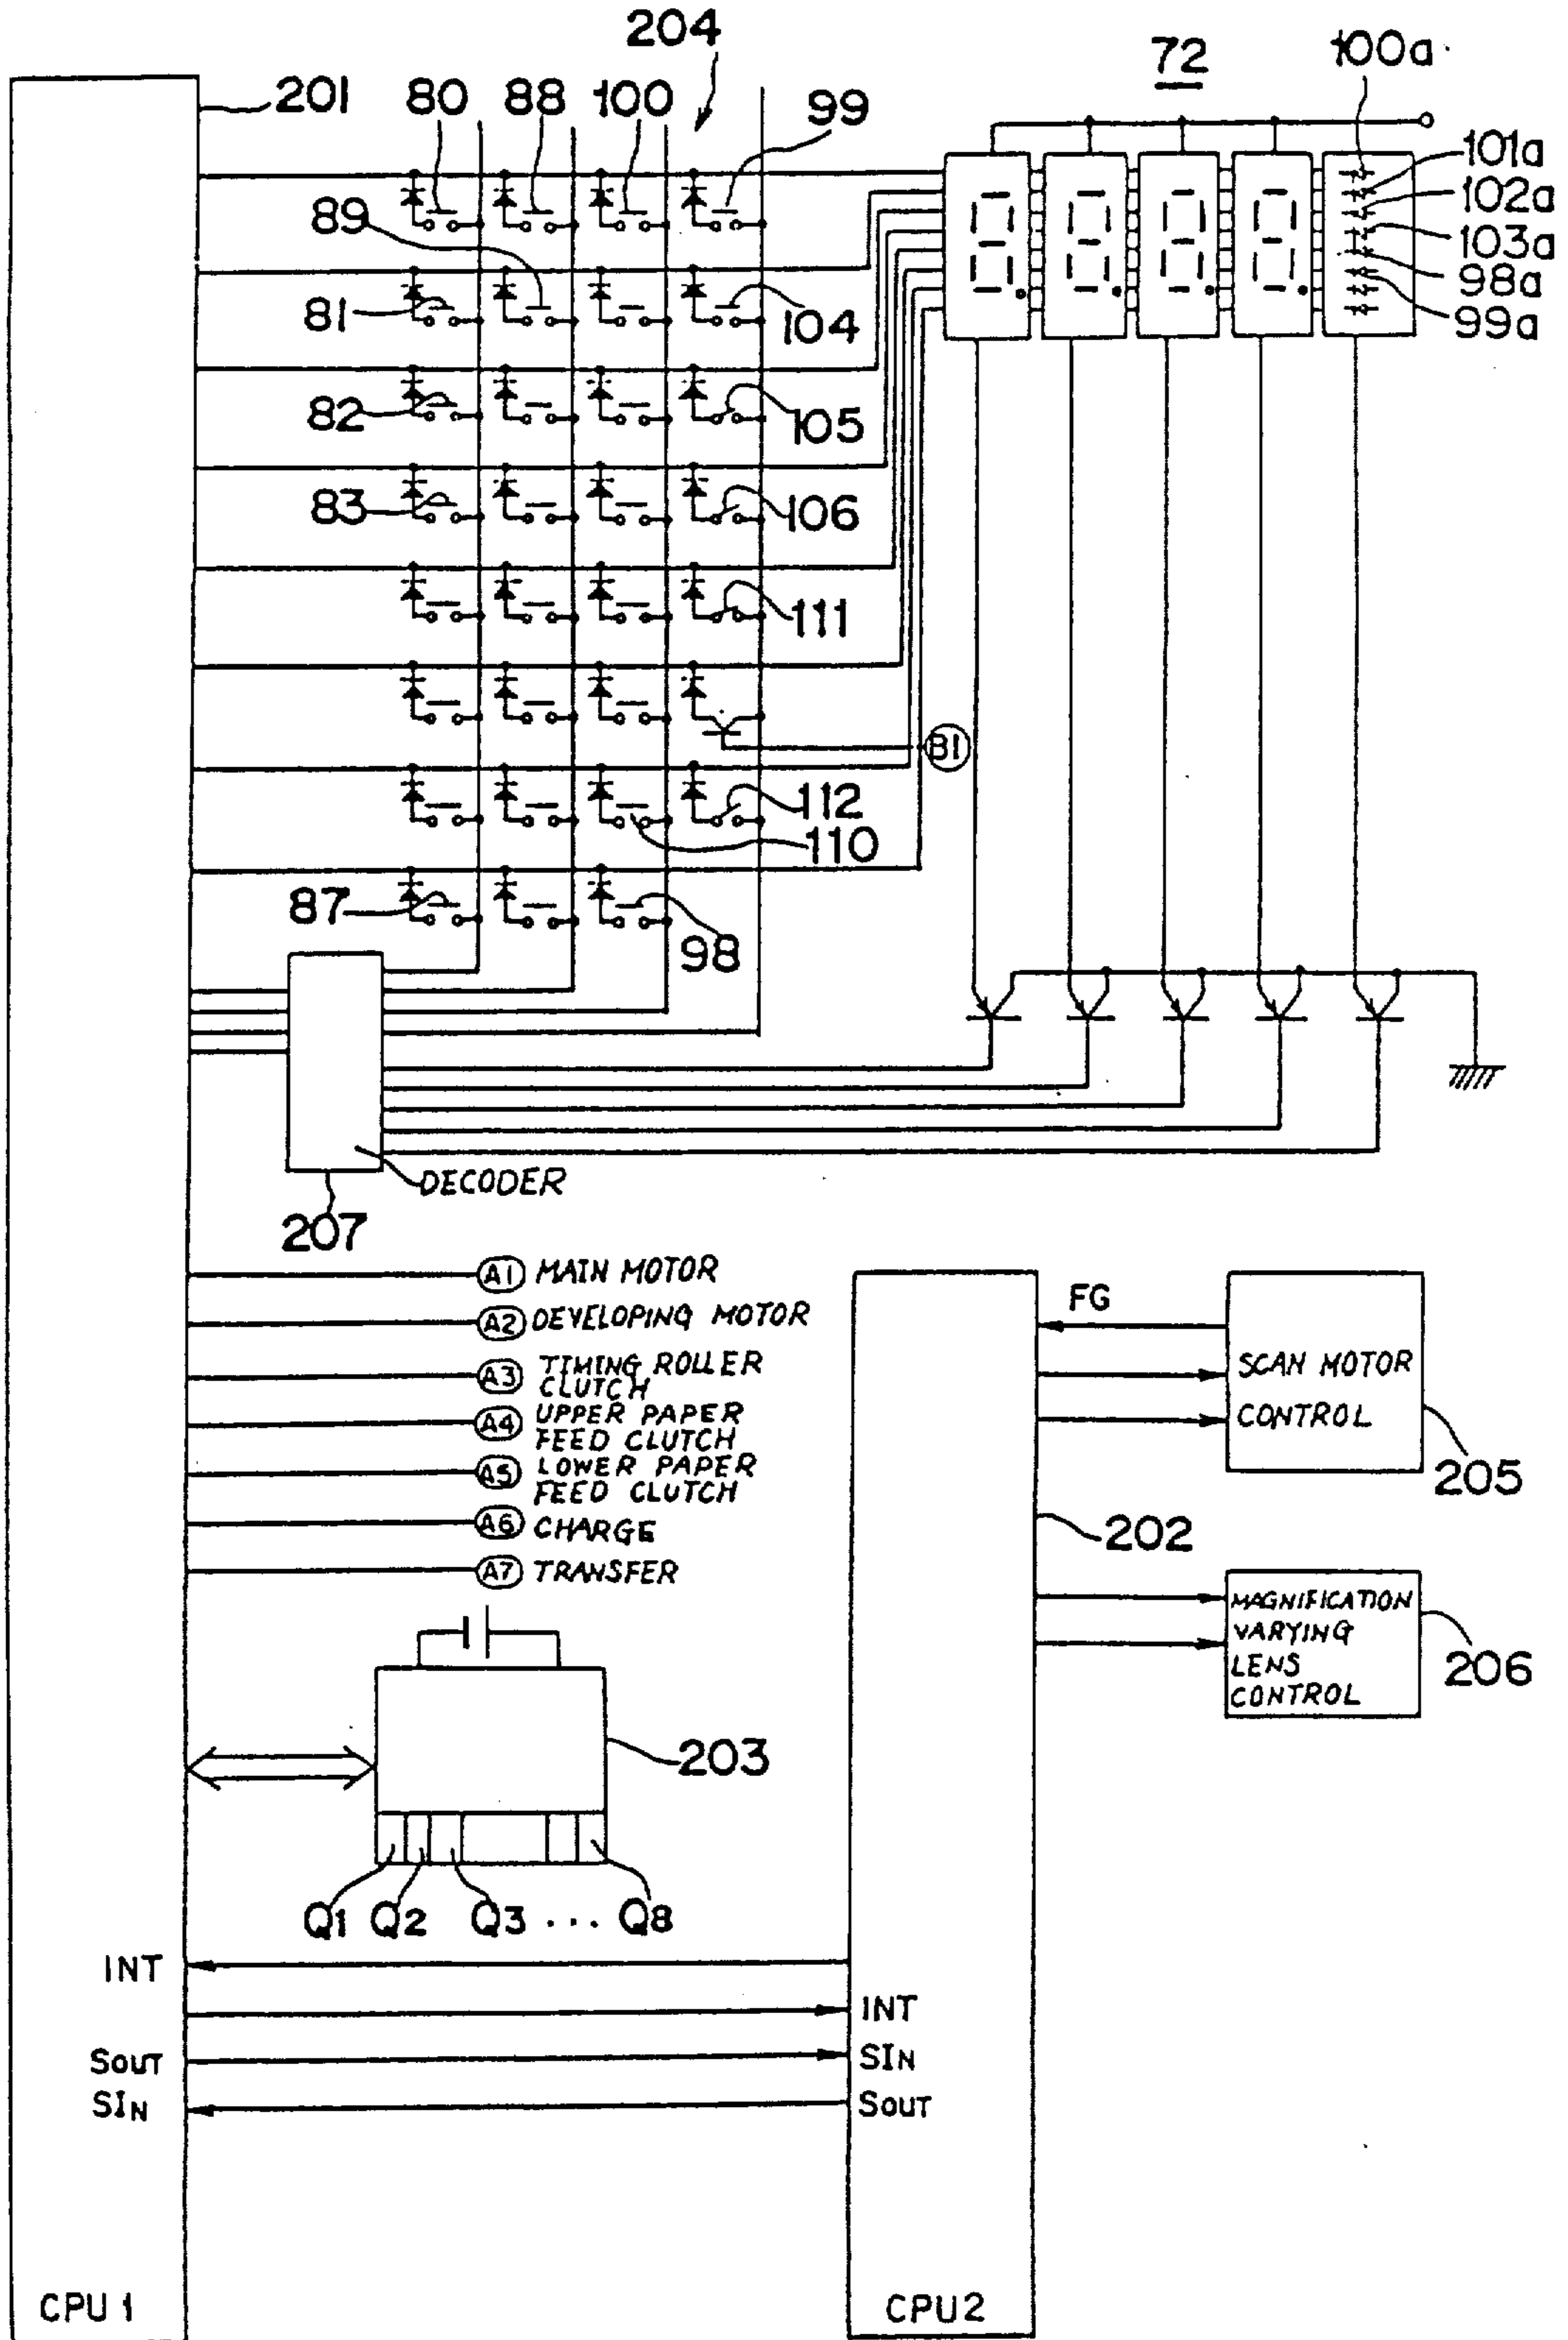 204
72
100a
201
80
88
100
99
101a
102a
103a
98a
99a
89
81
104
82
105
83
106
111
B1
112
110
87
98
DECODER
207
A1 MAIN MOTOR
A2 DEVELOPING MOTOR
A3 TIMING ROLLER
CLUTCH
A4 UPPER PAPER
FEED CLUTCH
A5 LOWER PAPER
FEED CLUTCH
A6 CHARGE
A7 TRANSFER
FG
SCAN MOTOR
CONTROL
205
202
MAGNIFICATION
VARYING
LENS
CONTROL
206
203
Q1 Q2 Q3 ... Q8
INT
INT
SOUT
SIN
SIN
SOUT
CPU 1
CPU2